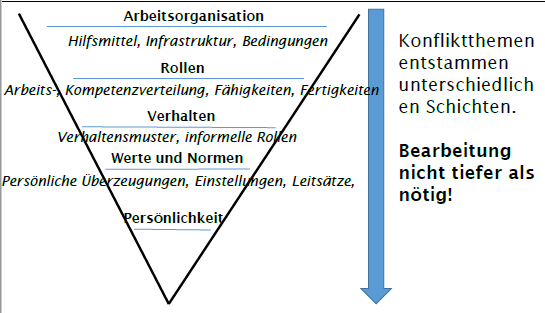 Arbeitsorganisation
Hilfsmittel, Infrastruktur, Bedingungen
Rollen
Arbeits-, Kompetenzverteilung, Fähigkeiten, Fertigkeiten
Verhalten
Verhaltensmuster, informelle Rollen
Werte und Normen
Persönliche Überzeugungen, Einstellungen, Leitsätze,
Persönlichkeit
Konfliktthemen
entstammen
unterschiedlich
en Schichten.
Bearbeitung
nicht tiefer als
nötig!